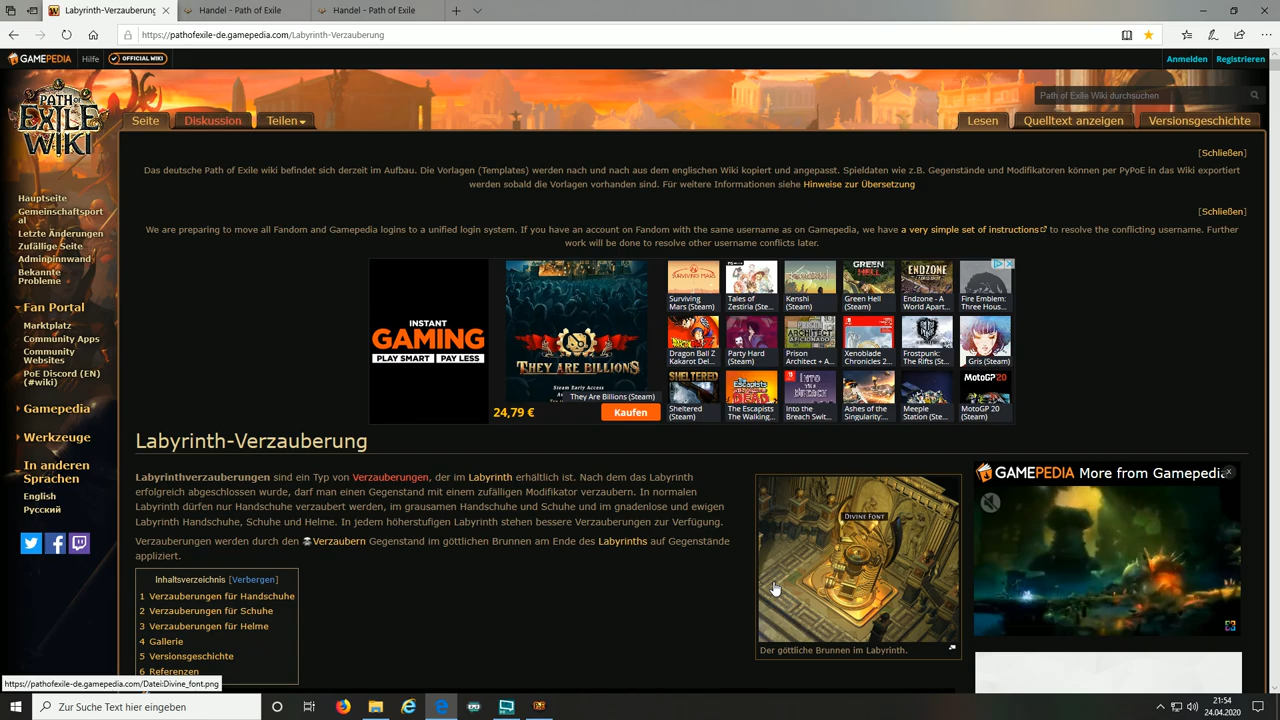 Labyrinth-Verzauberung
Handel - Path of Exile
Handel - Path of Exile
https://pathofexile-de.gamepedia.com/Labyrinth-Verzauberung
GAMEPEDIA
Hilfe
OFFICIAL WIKI
Anmelden
Registrieren
PATH OF EXILE WIKI
Path of Exile Wiki durchsuchen
Seite
Diskussion
Teilen
Lesen
Quelltext anzeigen
Versionsgeschichte
[Schließen]
Das deutsche Path of Exile wiki befindet sich derzeit im Aufbau. Die Vorlagen (Templates) werden nach und nach aus dem englischen Wiki kopiert und angepasst. Spieldaten wie z.B. Gegenstände und Modifikatoren können per PyPoE in das Wiki exportiert
werden sobald die Vorlagen vorhanden sind. Für weitere Informationen siehe Hinweise zur Übersetzung
[Schließen]
We are preparing to move all Fandom and Gamepedia logins to a unified login system. If you have an account on Fandom with the same username as on Gamepedia, we have a very simple set of instructions to resolve the conflicting username. Further
work will be done to resolve other username conflicts later.
Hauptseite
Gemeinschaftsport
al
Letzte Änderungen
Zufällige Seite
Adminpinnwand
Bekannte
Probleme
Fan Portal
Marktplatz
Community Apps
Community
Websites
PoE Discord (EN)
(#wiki)
Gamepedia
Werkzeuge
In anderen
Sprachen
English
Русский
INSTANT
GAMING
PLAY SMART PAY LESS
THEY ARE BILLIONS
Steam Early Access
They Are Billions (Steam)
24,79 €
Kaufen
Surviving
Mars (Steam)
Tales of
Zestiria (Ste...
Kenshi
(Steam)
GREEN
HELL
Green Hell
(Steam)
ENDZONE
Endzone - A
World Apart...
Fire Emblem:
Three Hous...
Dragon Ball Z
Kakarot Del...
Party Hard
(Steam)
PRISON
ARCHITECT
Prison
Architect + A...
Xenoblade
Chronicles 2...
Frostpunk:
The Rifts (St...
Gris (Steam)
SHELTERED
Sheltered
(Steam)
The Escapists
The Walking...
INTO
THE
BREACH
Into the
Breach Swit...
Ashes of the
Singularity:...
Meeple
Station (Ste...
MotoGP'20
MotoGP 20
(Steam)
Labyrinth-Verzauberung
Labyrinthverzauberungen sind ein Typ von Verzauberungen, der im Labyrinth erhältlich ist. Nach dem das Labyrinth
erfolgreich abgeschlossen wurde, darf man einen Gegenstand mit einem zufälligen Modifikator verzaubern. In normalen
Labyrinth dürfen nur Handschuhe verzaubert werden, im grausamen Handschuhe und Schuhe und im gnadenlose und ewigen
Labyrinth Handschuhe, Schuhe und Helme. In jedem höherstufigen Labyrinth stehen bessere Verzauberungen zur Verfügung.
Verzauberungen werden durch den Verzaubern Gegenstand im göttlichen Brunnen am Ende des Labyrinths auf Gegenstände
appliziert.
Inhaltsverzeichnis [Verbergen]
1 Verzauberungen für Handschuhe
2 Verzauberungen für Schuhe
3 Verzauberungen für Helme
4 Gallerie
5 Versionsgeschichte
6 Referenzen
DIVINE FONT
Der göttliche Brunnen im Labyrinth.
GAMEPEDIA More from Gamepedia
https://pathofexile-de.gamepedia.com/Datei:Divine_font.png
Zur Suche Text hier eingeben
21:54
24.04.2020